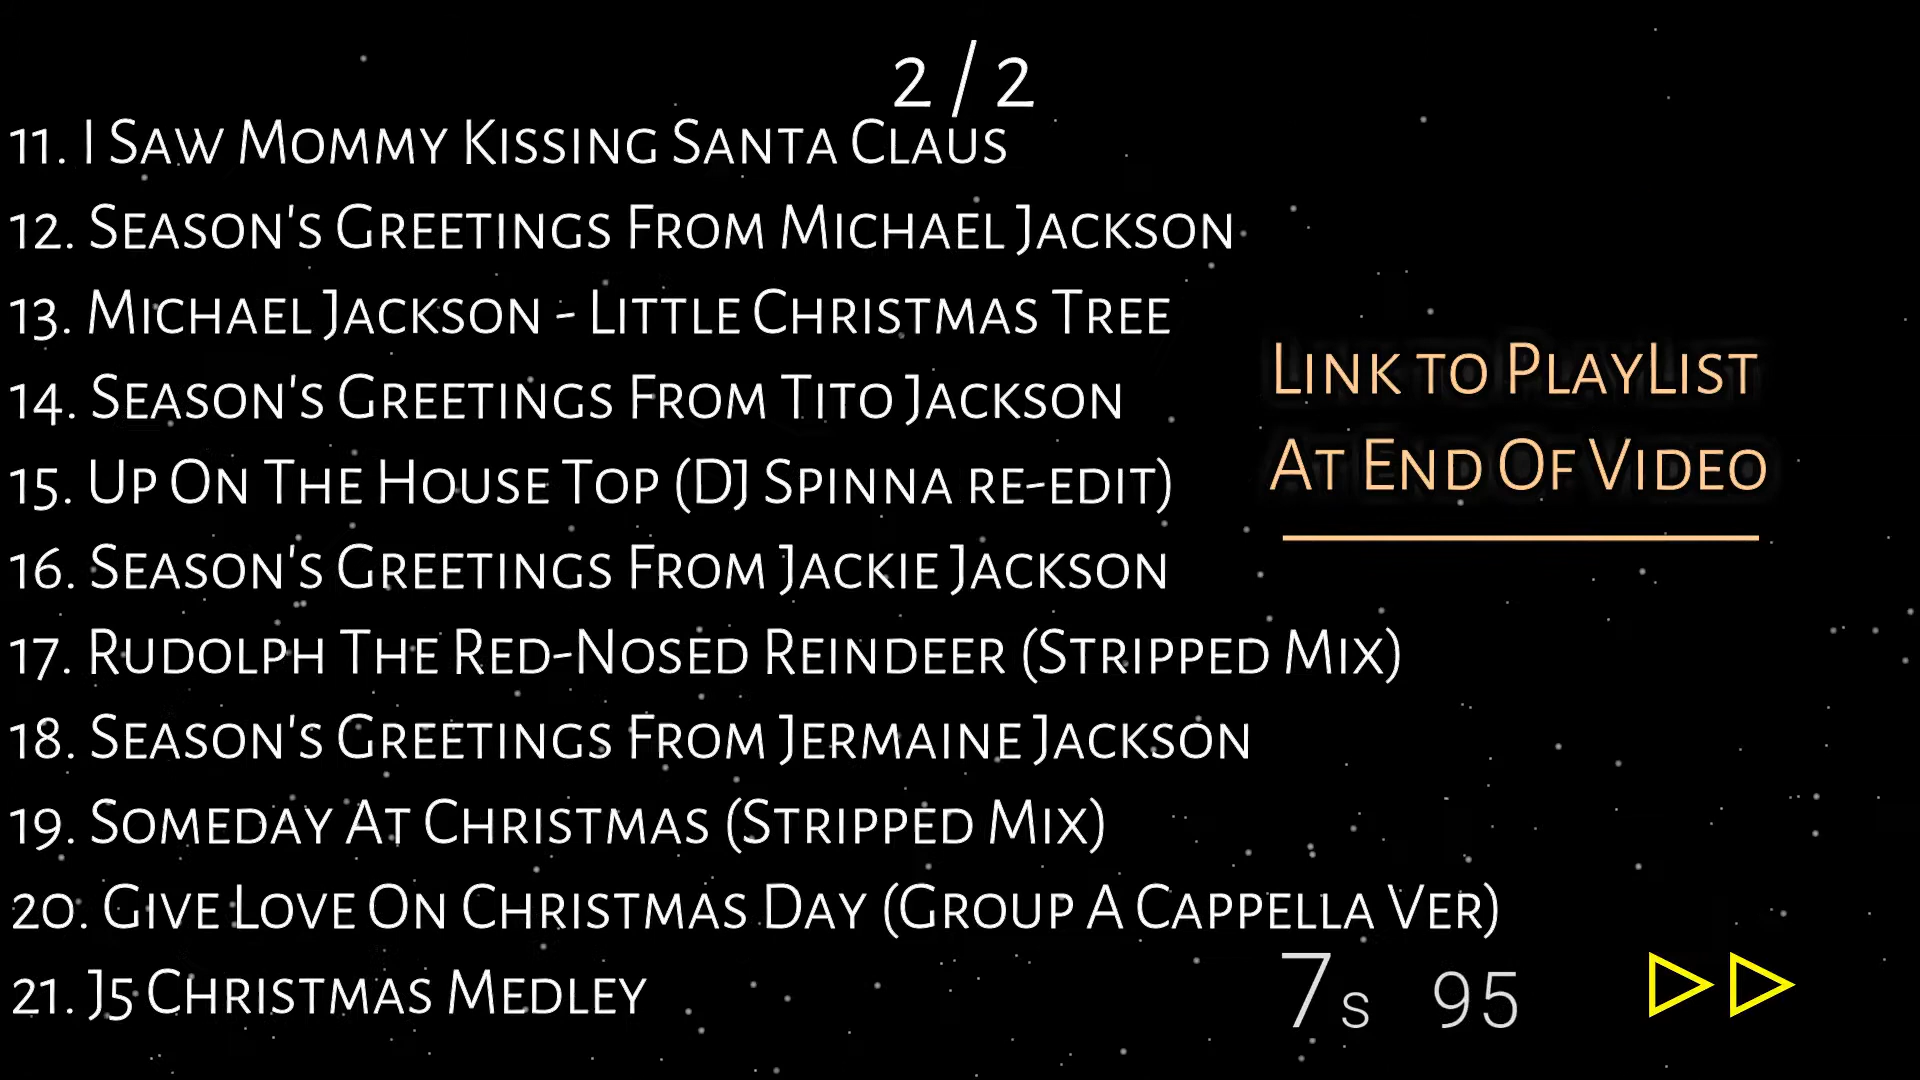 2 / 2
11. I Saw Mommy Kissing Santa Claus
12. Season's Greetings From Michael Jackson
13. Michael Jackson - Little Christmas Tree
14. Season's Greetings From Tito Jackson
15. Up On The House Top (DJ Spinna re-edit)
16. Season's Greetings From Jackie Jackson
17. Rudolph The Red-Nosed Reindeer (Stripped Mix)
18. Season's Greetings From Jermaine Jackson
19. Someday At Christmas (Stripped Mix)
20. Give Love On Christmas Day (Group A Cappella Ver)
21. J5 Christmas Medley
Link to PlayList
At End Of Video
7s 95